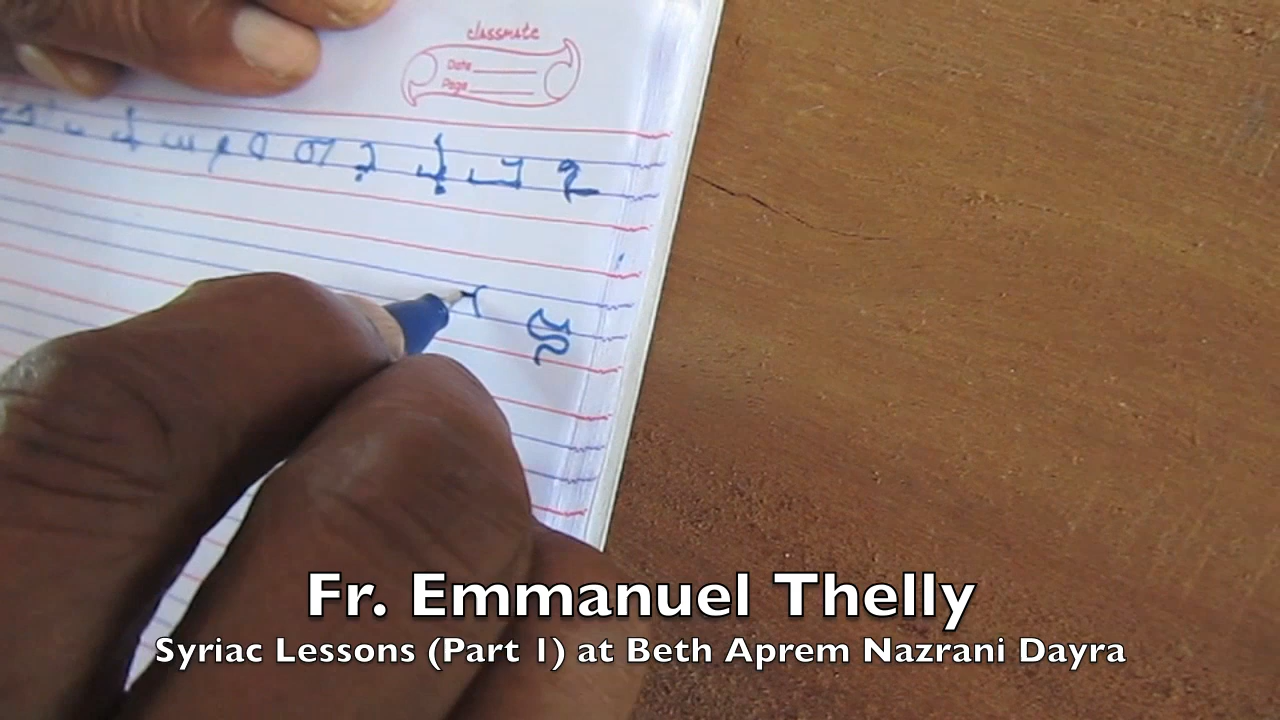 classmate
Date
Page
ܐ ܒ ܓ ܕ ܗ ܘ ܙ ܚ ܛ ܝ
ܐ
Fr. Emmanuel Thelly
Syriac Lessons (Part 1) at Beth Aprem Nazrani Dayra